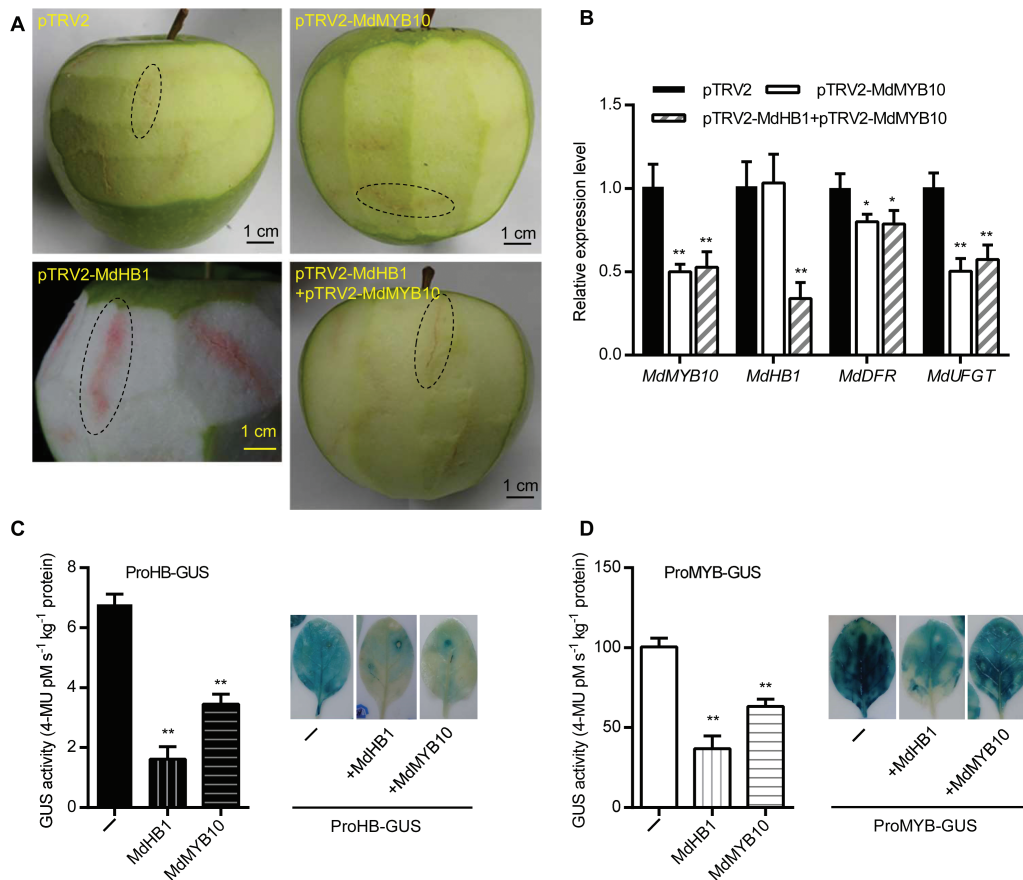 A
pTRV2
1 cm
pTRV2-MdMYB10
1 cm
pTRV2-MdHB1
1 cm
pTRV2-MdHB1
+pTRV2-MdMYB10
1 cm
B
pTRV2
pTRV2-MdMYB10
pTRV2-MdHB1+pTRV2-MdMYB10
Relative expression level
1.5
1.0
0.5
0.0
** **
**
* *
** **
MdMYB10 MdHB1 MdDFR MdUFGT
C
ProHB-GUS
GUS activity (4-MU pM s⁻¹ kg⁻¹ protein)
8
6
4
2
0
**
**
–
MdHB1
MdMYB10
–
+MdHB1
+MdMYB10
ProHB-GUS
D
ProMYB-GUS
GUS activity (4-MU pM s⁻¹ kg⁻¹ protein)
150
100
50
0
**
**
–
MdHB1
MdMYB10
–
+MdHB1
+MdMYB10
ProMYB-GUS